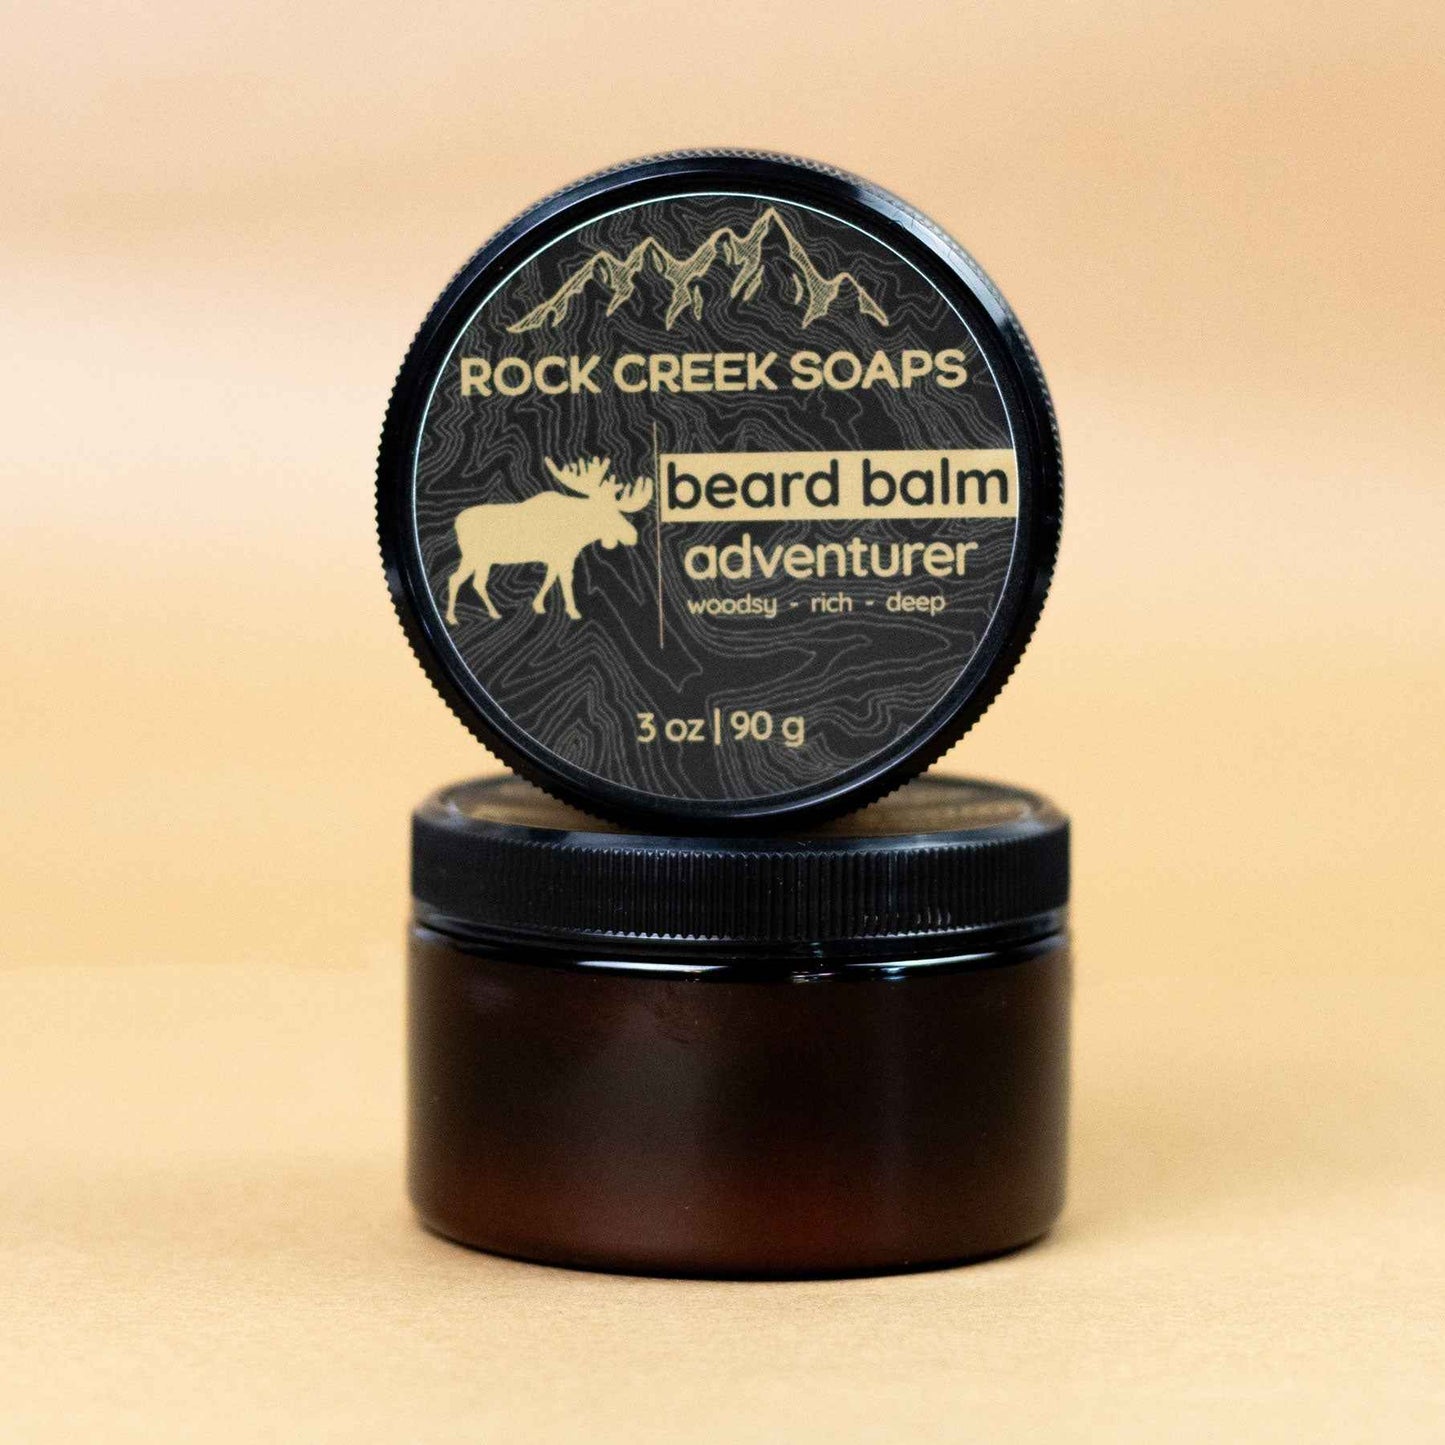 ROCK CREEK SOAPS
beard balm
adventurer
woodsy - rich - deep
3 oz | 90 g